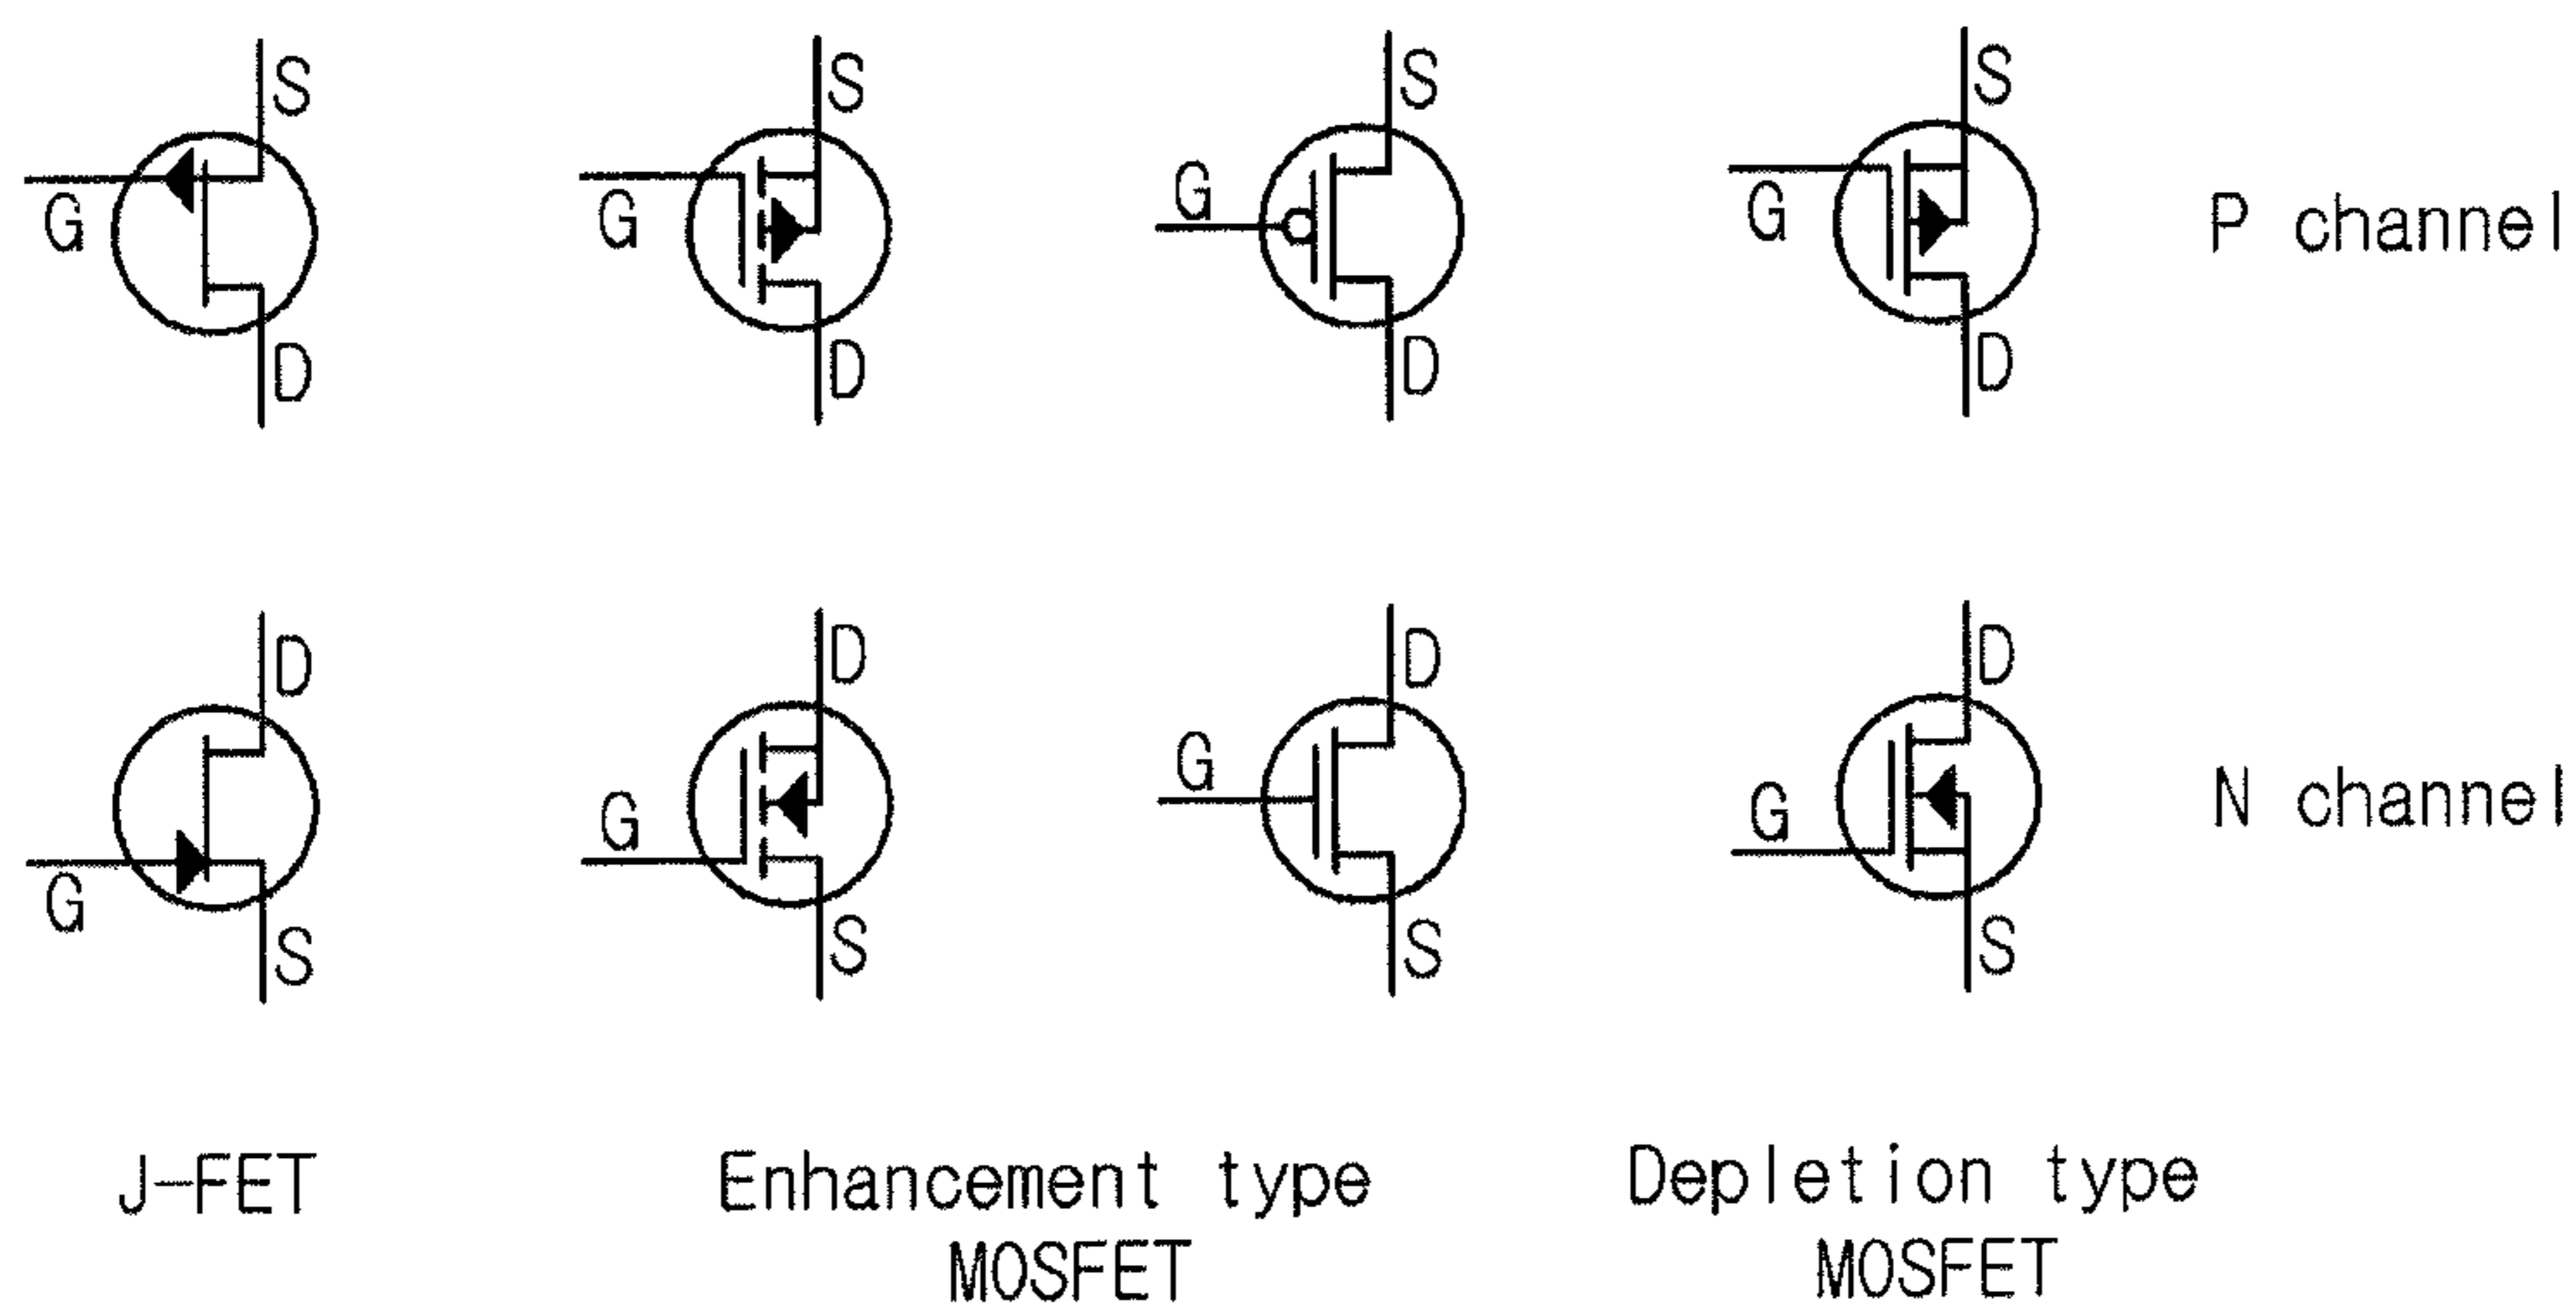 S S S S
G G G G P channel
D D D D
D D D D
G G G G N channel
S S S S
J-FET Enhancement type Depletion type
MOSFET MOSFET